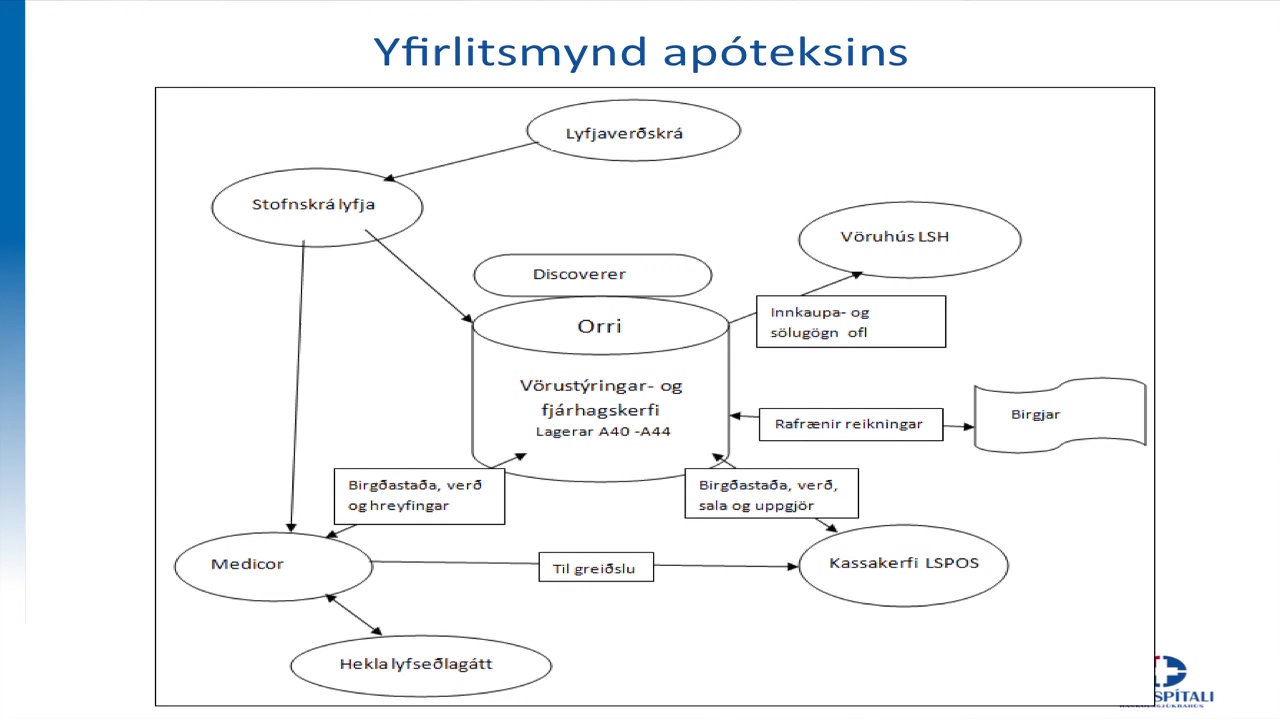 Yfirlitsmynd apóteksins
Lyfjaverðskrá
Stofnskrá lyfja
Vöruhús LSH
Discoverer
Innkaupa- og
sölugögn ofl
Orri
Vörustýringar- og
fjárhagskerfi
Lagerar A40 -A44
Rafrænir reikningar
Birgjar
Birgðastaða, verð
og hreyfingar
Birgðastaða, verð,
sala og uppgjör
Medicor
Til greiðslu
Kassakerfi LSPOS
Hekla lyfseðlagátt
SPÍTALI